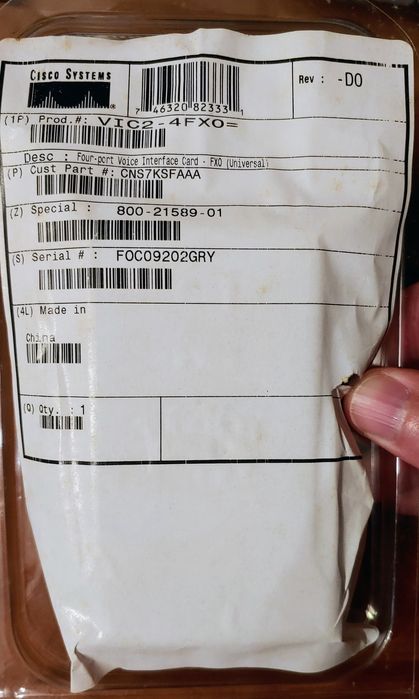 CISCO SYSTEMS
7 46320 82333 1
Rev : -D0
(1P) Prod.#: VIC2-4FXO=
Desc : Four-port Voice Interface Card - FXO (Universal)
(P) Cust Part #: CNS7KSFAAA
(Z) Special : 800-21589-01
(S) Serial # : FOC09202GRY
(4L) Made in
China
(Q) Qty. : 1